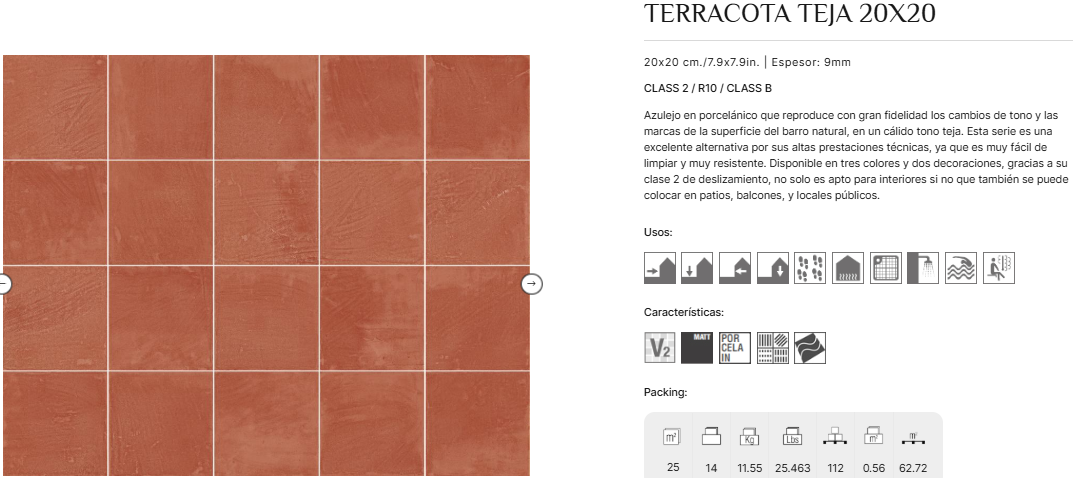 TERRACOTA TEJA 20X20
20x20 cm./7.9x7.9in. | Espesor: 9mm
CLASS 2 / R10 / CLASS B
Azulejo en porcelánico que reproduce con gran fidelidad los cambios de tono y las
marcas de la superficie del barro natural, en un cálido tono teja. Esta serie es una
excelente alternativa por sus altas prestaciones técnicas, ya que es muy fácil de
limpiar y muy resistente. Disponible en tres colores y dos decoraciones, gracias a su
clase 2 de deslizamiento, no solo es apto para interiores si no que también se puede
colocar en patios, balcones, y locales públicos.
Usos:
Características:
V2 MATT POR
CELA
IN
Packing:
m² Kg Lbs m² m²
25 14 11.55 25.463 112 0.56 62.72